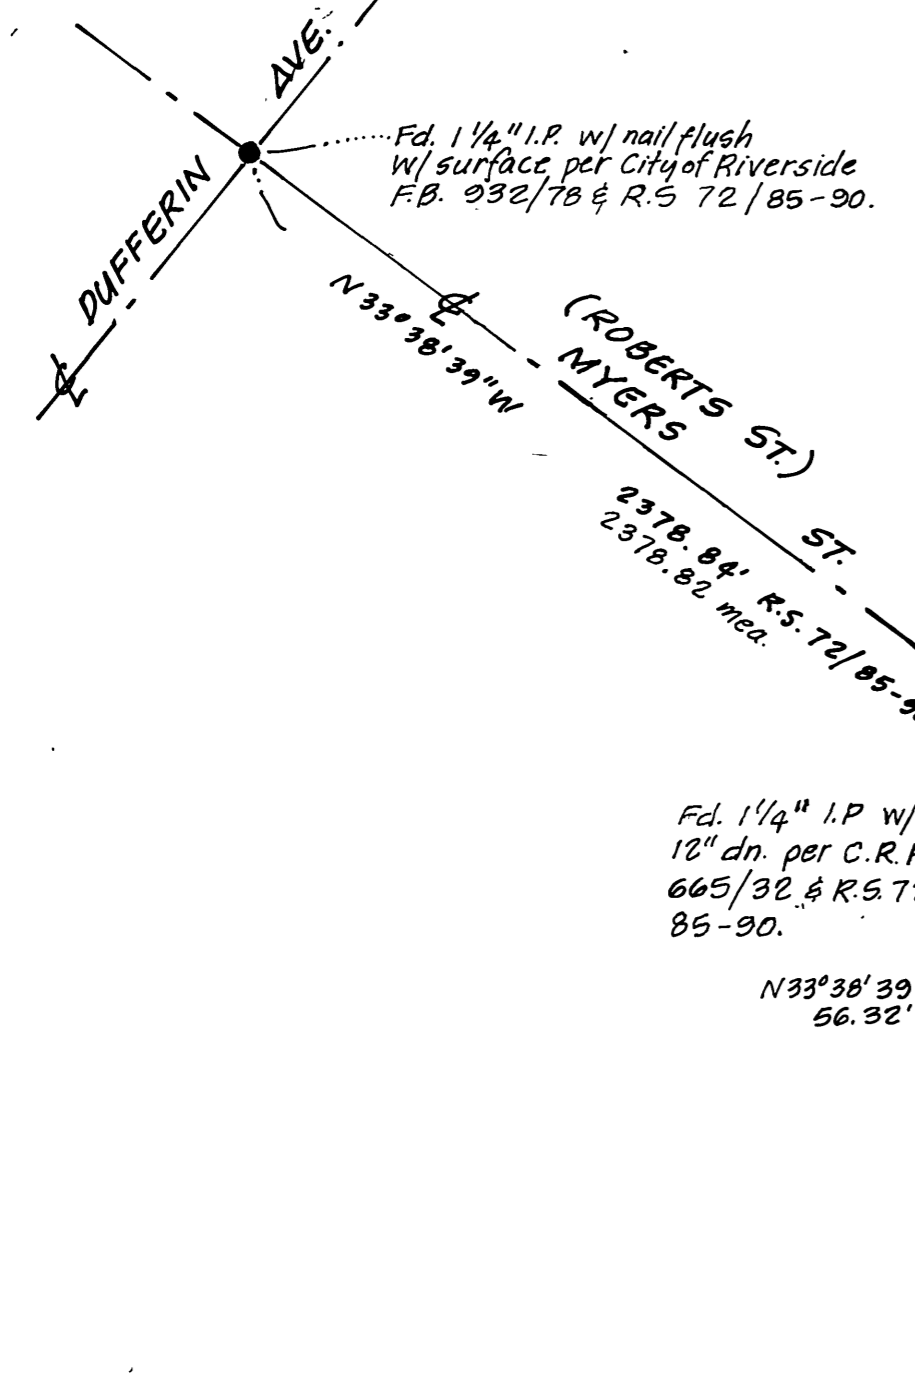 DUFFERIN AVE.
Fd. 1 1/4" I.P. w/ nail flush
w/ surface per City of Riverside
F.B. 932/78 & R.S 72/85-90.
℄
℄
N33°38'39"W
(ROBERTS ST.)
MYERS ST.
2378.84' R.S. 72/85-
2378.82 mea.
Fd. 1 1/4" I.P w/
12" dn. per C.R.
665/32 & R.S. 7
85-90.
N33°38'39
56.32'